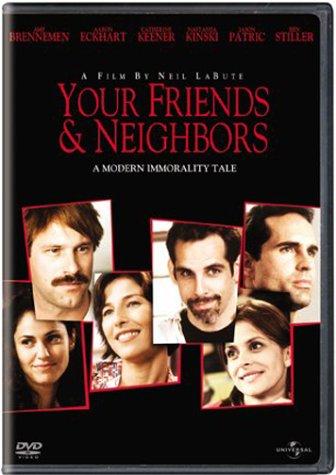 AMY AARON CATHERINE NASTASSJA JASON BEN
BRENNEMEN ECKHART KEENER KINSKI PATRIC STILLER
A FILM BY NEIL LABUTE
YOUR FRIENDS
& NEIGHBORS
A MODERN IMMORALITY TALE
DVD
VIDEO
UNIVERSAL